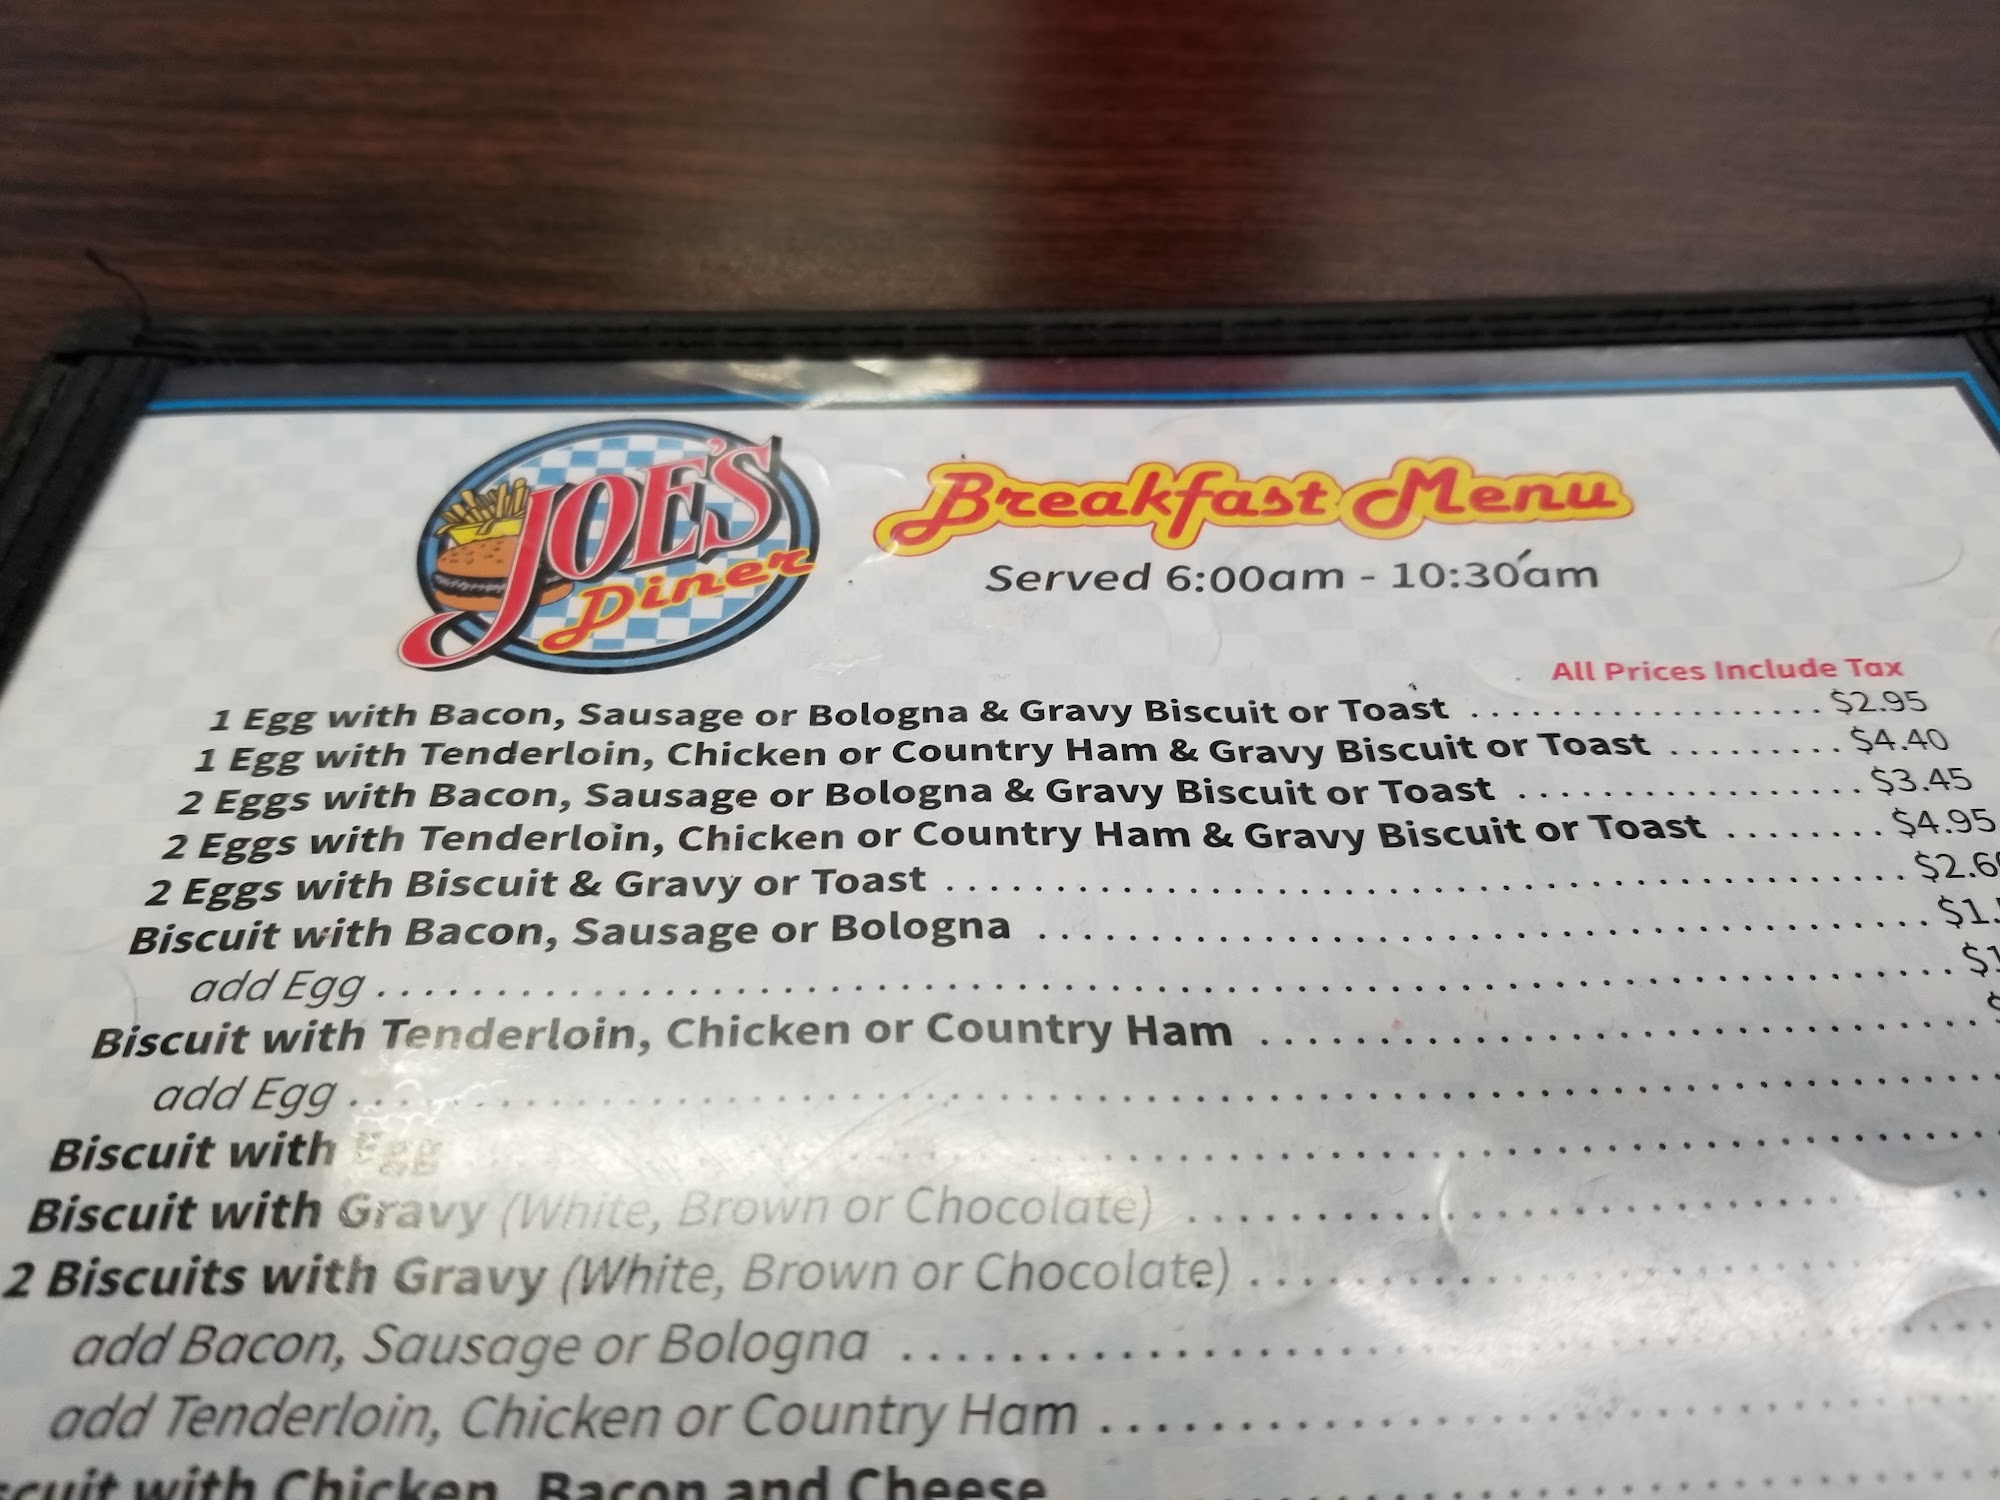 JOE'S
Diner
Breakfast Menu
Served 6:00am - 10:30am
All Prices Include Tax
1 Egg with Bacon, Sausage or Bologna & Gravy Biscuit or Toast .................. $2.95
1 Egg with Tenderloin, Chicken or Country Ham & Gravy Biscuit or Toast ......... $4.40
2 Eggs with Bacon, Sausage or Bologna & Gravy Biscuit or Toast ................. $3.45
2 Eggs with Tenderloin, Chicken or Country Ham & Gravy Biscuit or Toast ........ $4.95
2 Eggs with Biscuit & Gravy or Toast
Biscuit with Bacon, Sausage or Bologna
add Egg
Biscuit with Tenderloin, Chicken or Country Ham
add Egg
Biscuit with Egg
Biscuit with Gravy (White, Brown or Chocolate)
2 Biscuits with Gravy (White, Brown or Chocolate)
add Bacon, Sausage or Bologna
add Tenderloin, Chicken or Country Ham
with Chicken, Bacon and Cheese